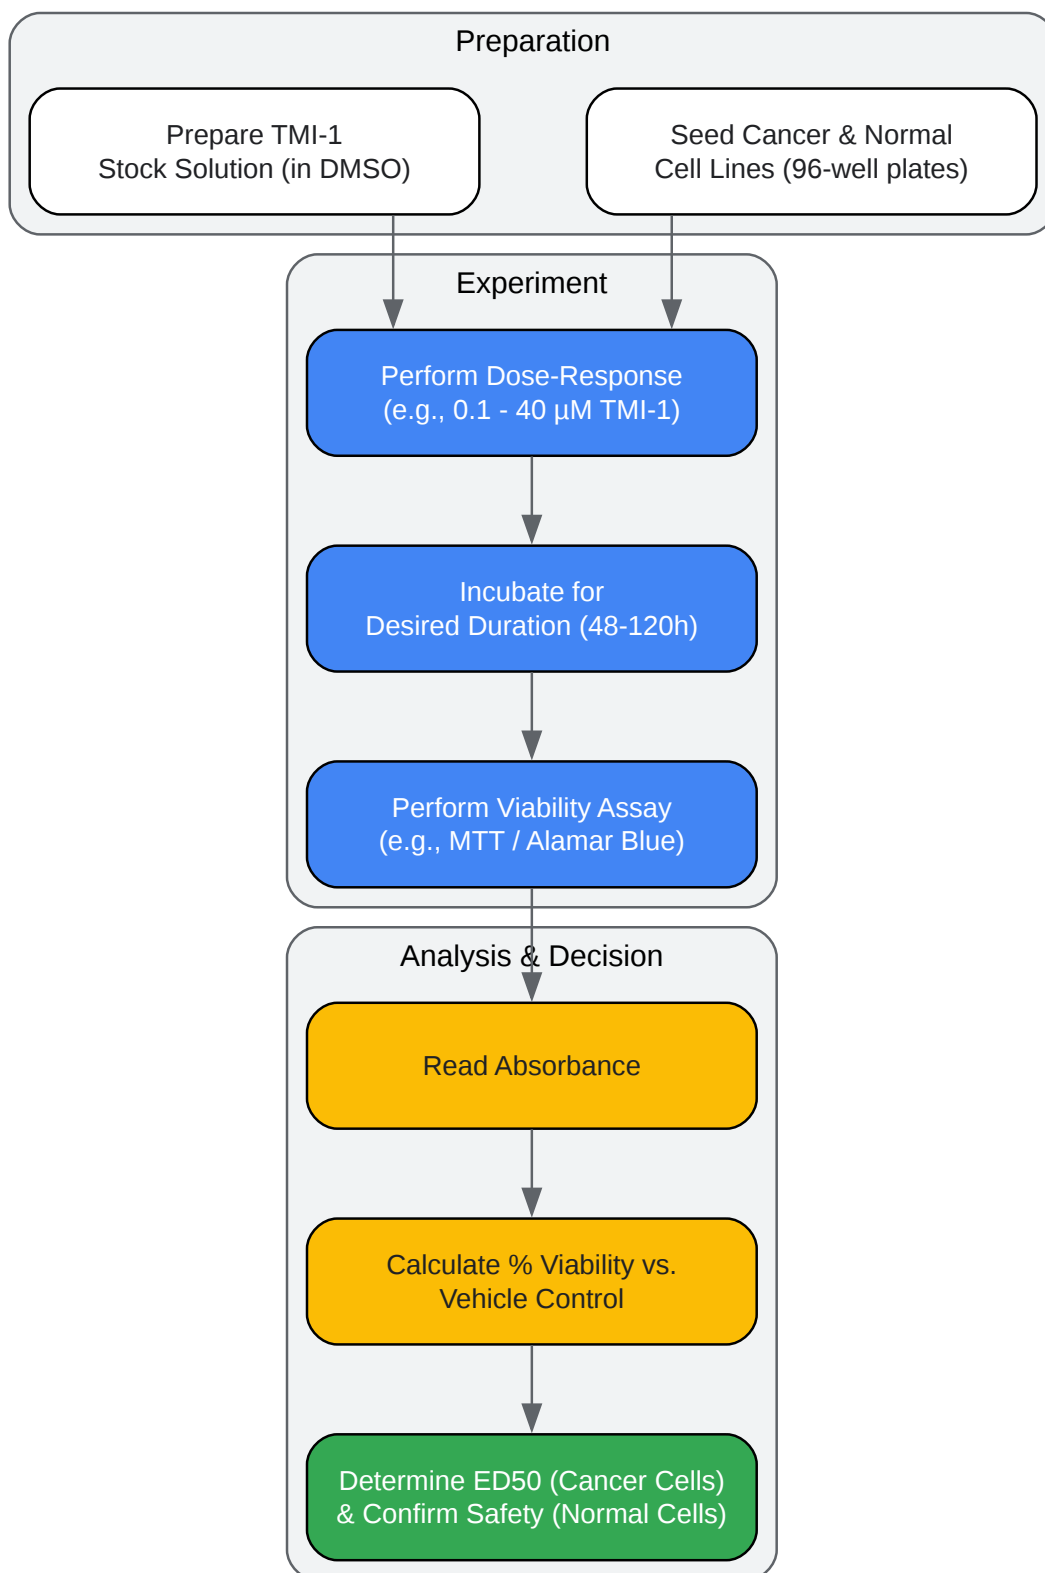 Preparation
Prepare TMI-1
Stock Solution (in DMSO)
Seed Cancer & Normal
Cell Lines (96-well plates)
Experiment
Perform Dose-Response
(e.g., 0.1 - 40 µM TMI-1)
Incubate for
Desired Duration (48-120h)
Perform Viability Assay
(e.g., MTT / Alamar Blue)
Analysis & Decision
Read Absorbance
Calculate % Viability vs.
Vehicle Control
Determine ED50 (Cancer Cells)
& Confirm Safety (Normal Cells)